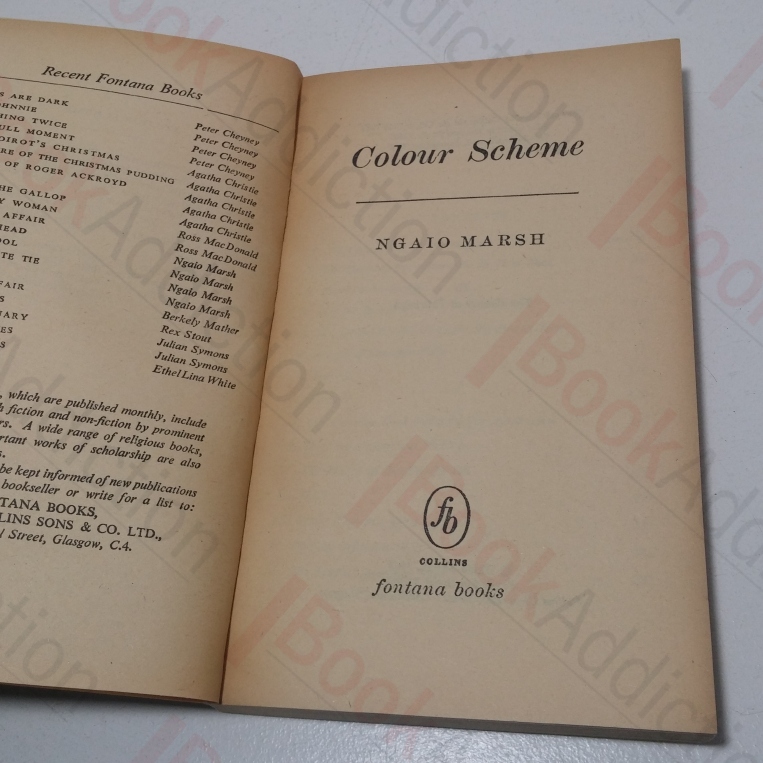 Recent Fontana Books
S ARE DARK
HNNIE
HING TWICE Peter Cheyney
ULL MOMENT Peter Cheyney
OIROT'S CHRISTMAS Peter Cheyney
RE OF THE CHRISTMAS PUDDING Peter Cheyney
OF ROGER ACKROYD Agatha Christie
Agatha Christie
HE GALLOP Agatha Christie
Y WOMAN Agatha Christie
AFFAIR Agatha Christie
HEAD Ross MacDonald
OOL Ross MacDonald
TE TIE Ngaio Marsh
Ngaio Marsh
FAIR Ngaio Marsh
S Ngaio Marsh
NARY Berkely Mather
ES Rex Stout
S Julian Symons
Julian Symons
Ethel Lina White
, which are published monthly, include
h fiction and non-fiction by prominent
rs. A wide range of religious books,
rtant works of scholarship are also
s.
be kept informed of new publications
bookseller or write for a list to:
NTANA BOOKS,
LLINS SONS & CO. LTD.,
l Street, Glasgow, C.4.
Colour Scheme
NGAIO MARSH
fb
COLLINS
fontana books
BookAddiction